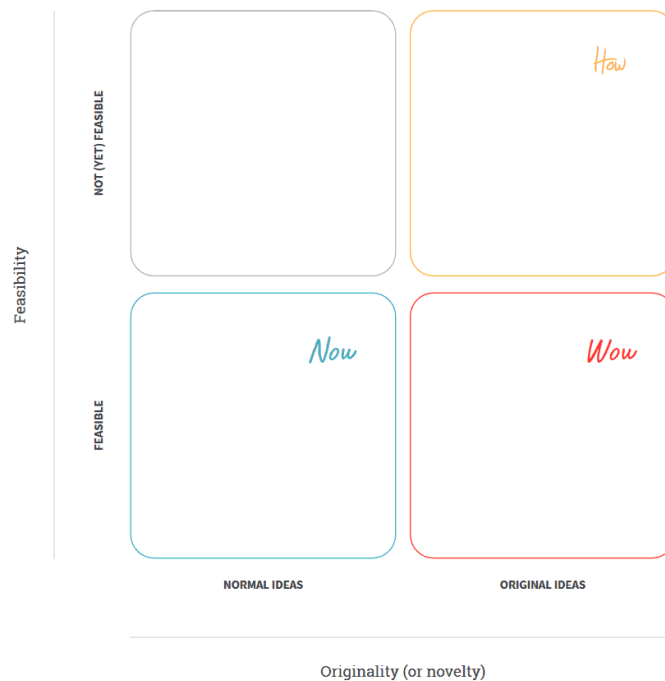 How
NOT (YET) FEASIBLE
Feasibility
Now
Wow
FEASIBLE
NORMAL IDEAS
ORIGINAL IDEAS
Originality (or novelty)